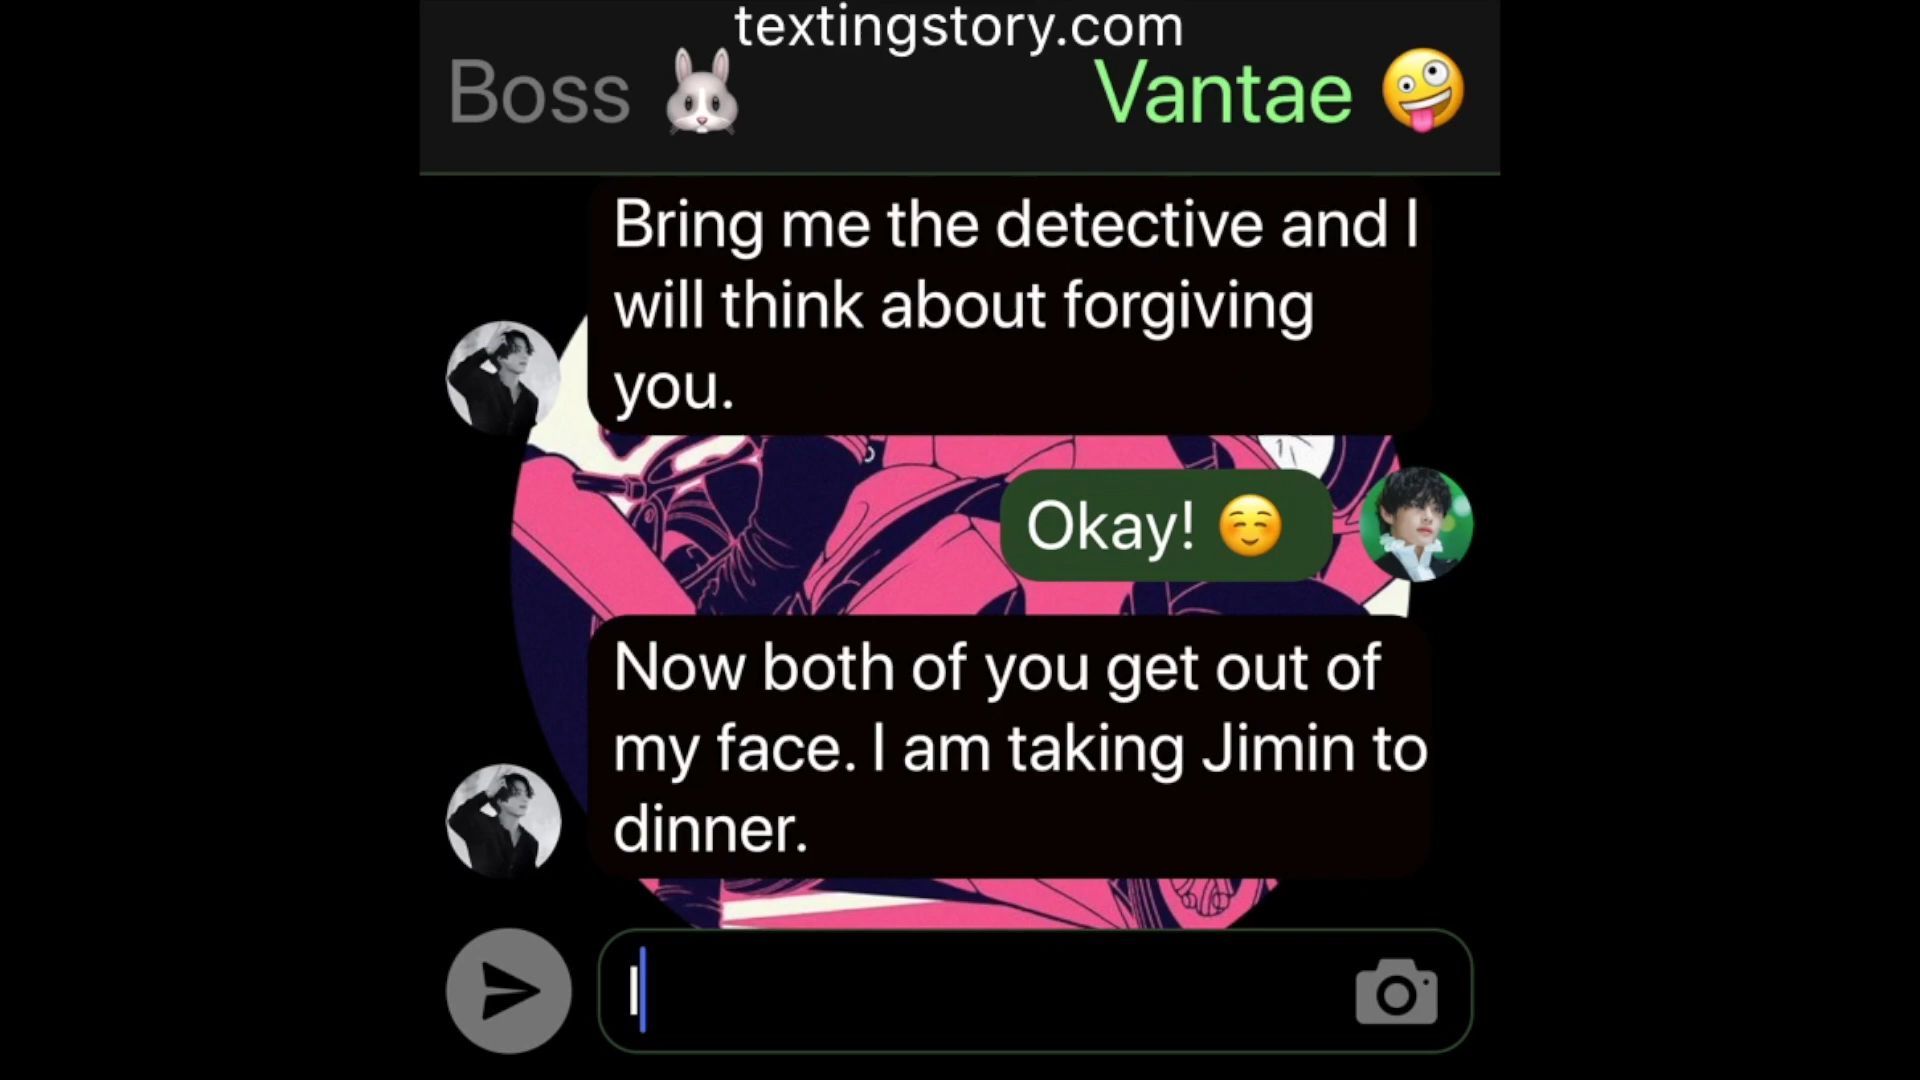 textingstory.com
Boss 🐰
Vantae 🤪
Bring me the detective and I
will think about forgiving
you.
Okay! ☺️
Now both of you get out of
my face. I am taking Jimin to
dinner.
I